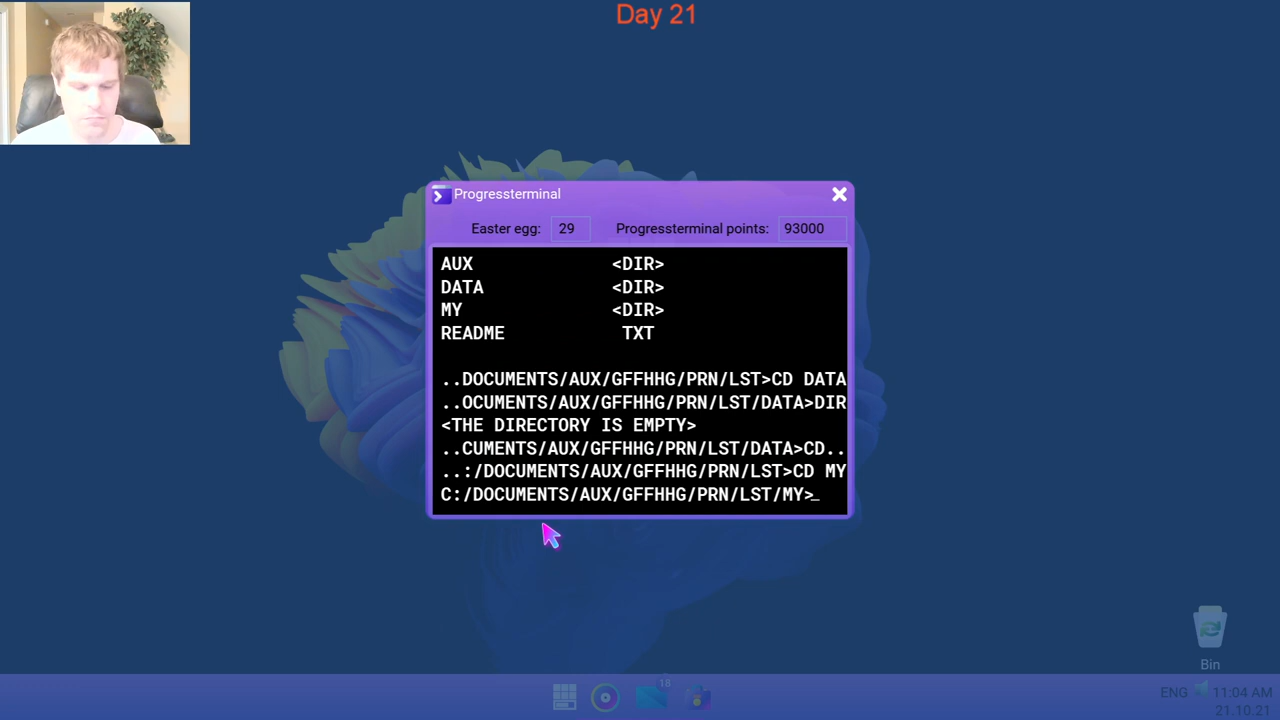 Day 21
Progressterminal
Easter egg: 29 Progressterminal points: 93000
AUX <DIR>
DATA <DIR>
MY <DIR>
README TXT
..DOCUMENTS/AUX/GFFHHG/PRN/LST>CD DATA
..OCUMENTS/AUX/GFFHHG/PRN/LST/DATA>DIR
<THE DIRECTORY IS EMPTY>
..CUMENTS/AUX/GFFHHG/PRN/LST/DATA>CD..
..:/DOCUMENTS/AUX/GFFHHG/PRN/LST>CD MY
C:/DOCUMENTS/AUX/GFFHHG/PRN/LST/MY>_
Bin
18
ENG 11:04 AM
21.10.21